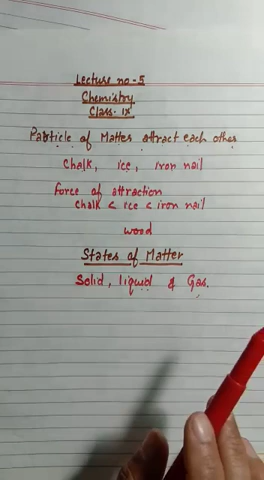 Lecture no-5
Chemistry
Class-IX
Particle of Matter attract each other
Chalk, ice, iron nail
force of attraction
chalk < ice < iron nail
wood
States of Matter
Solid, liquid & Gas.